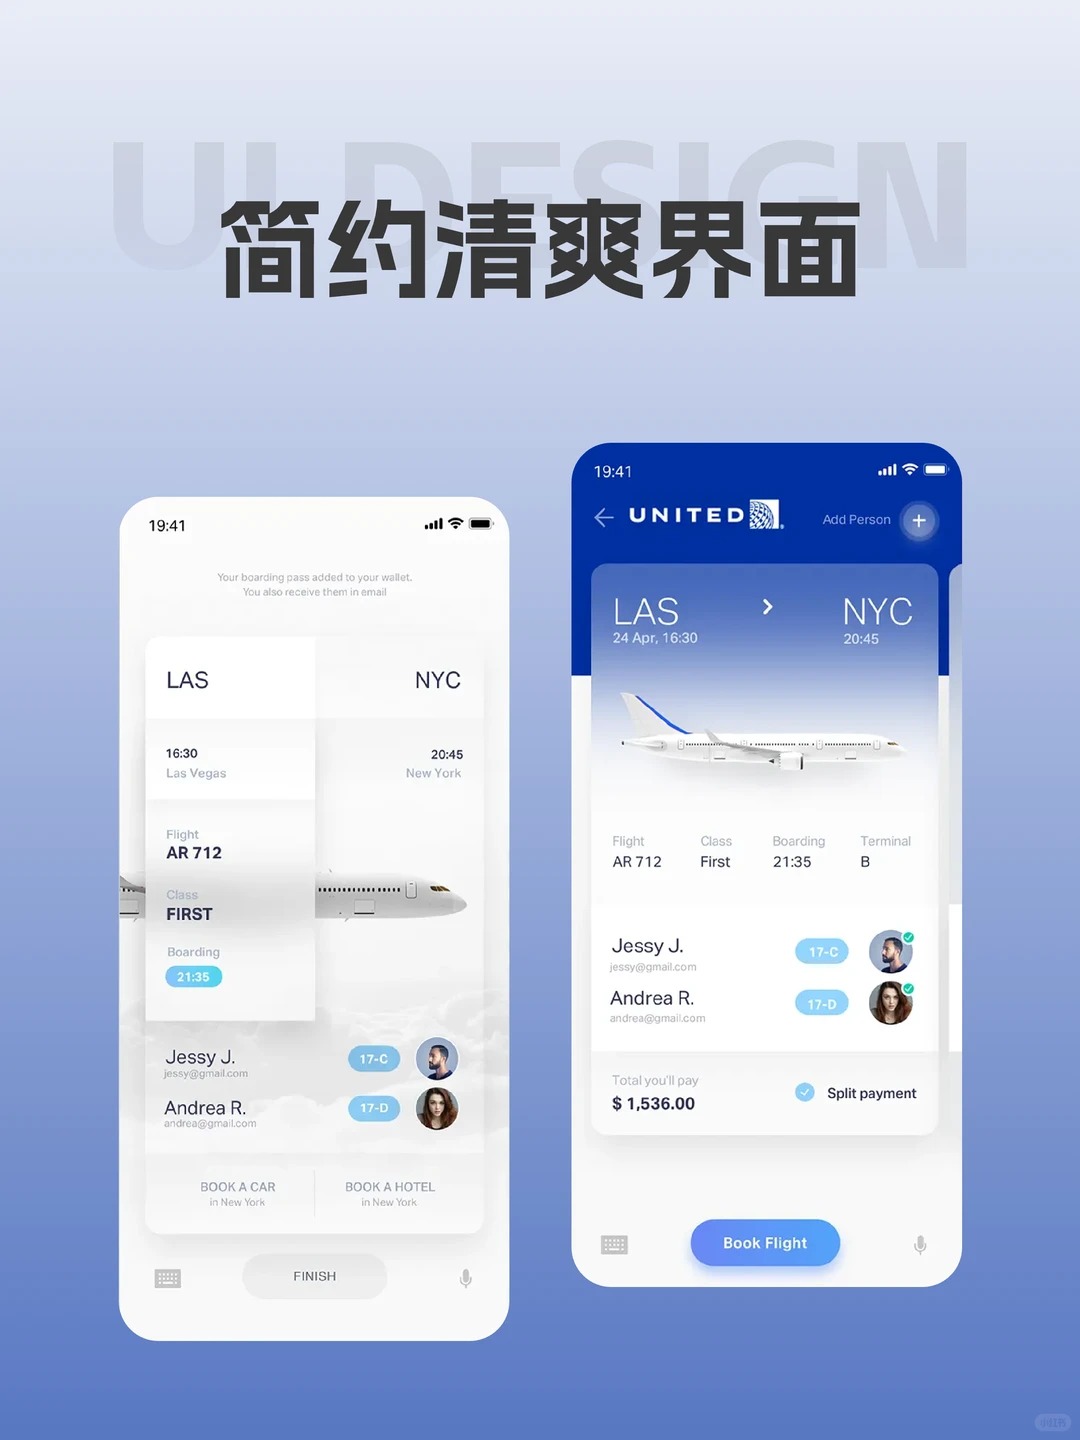 UI DESIGN
简约清爽界面
19:41
Your boarding pass added to your wallet.
You also receive them in email
LAS
NYC
16:30
20:45
Las Vegas
New York
Flight
AR 712
Class
FIRST
Boarding
21:35
Jessy J.
jessy@gmail.com
17-C
Andrea R.
andrea@gmail.com
17-D
BOOK A CAR
in New York
BOOK A HOTEL
in New York
FINISH
19:41
UNITED
Add Person
LAS
NYC
24 Apr, 16:30
20:45
Flight
Class
Boarding
Terminal
AR 712
First
21:35
B
Jessy J.
jessy@gmail.com
17-C
Andrea R.
andrea@gmail.com
17-D
Total you'll pay
$ 1,536.00
Split payment
Book Flight
小红书